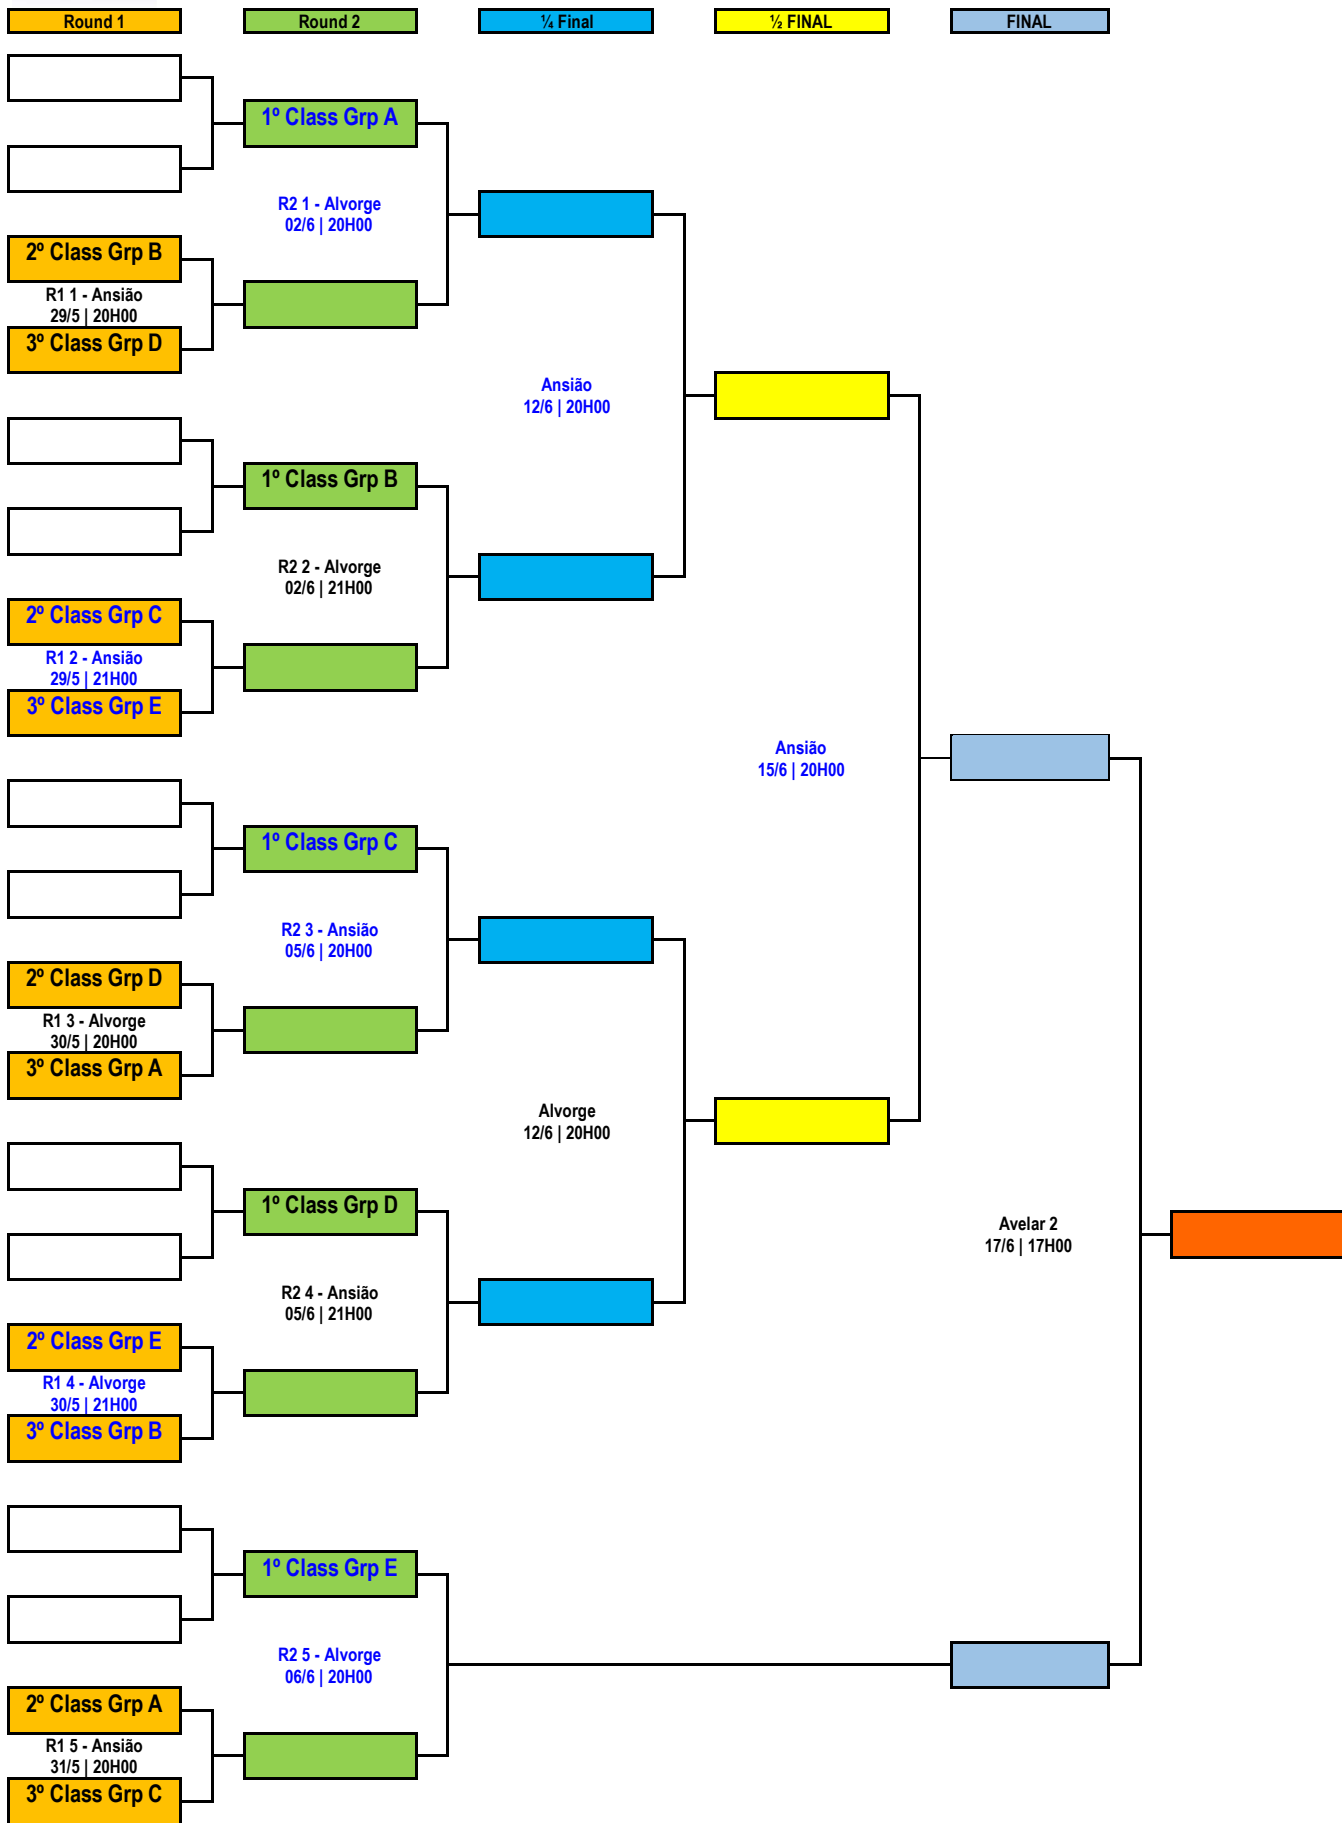 Round 1
Round 2
¼ Final
½ FINAL
FINAL
1º Class Grp A
R2 1 - Alvorge
02/6 | 20H00
2º Class Grp B
R1 1 - Ansião
29/5 | 20H00
3º Class Grp D
Ansião
12/6 | 20H00
1º Class Grp B
R2 2 - Alvorge
02/6 | 21H00
2º Class Grp C
R1 2 - Ansião
29/5 | 21H00
3º Class Grp E
Ansião
15/6 | 20H00
1º Class Grp C
R2 3 - Ansião
05/6 | 20H00
2º Class Grp D
R1 3 - Alvorge
30/5 | 20H00
3º Class Grp A
Alvorge
12/6 | 20H00
1º Class Grp D
R2 4 - Ansião
05/6 | 21H00
Avelar 2
17/6 | 17H00
2º Class Grp E
R1 4 - Alvorge
30/5 | 21H00
3º Class Grp B
1º Class Grp E
R2 5 - Alvorge
06/6 | 20H00
2º Class Grp A
R1 5 - Ansião
31/5 | 20H00
3º Class Grp C